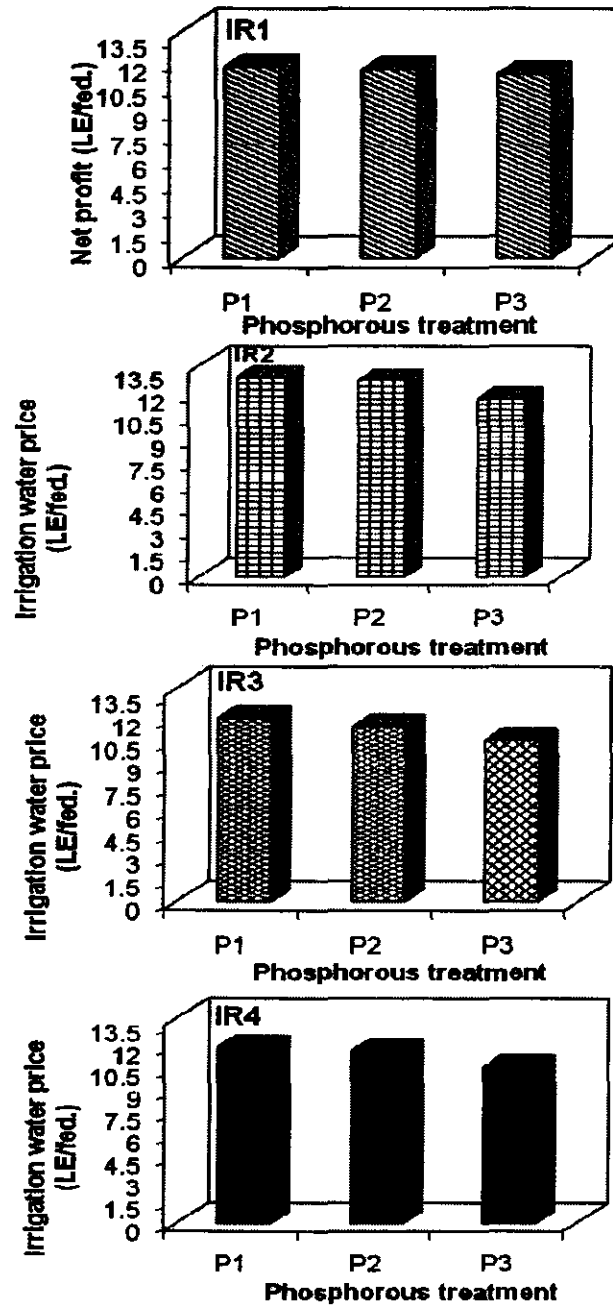 IR1
Net profit (LE/fed.)
13.5
12
10.5
9
7.5
6
4.5
3
1.5
0
P1 P2 P3
Phosphorous treatment
IR2
Irrigation water price
(LE/fed.)
13.5
12
10.5
9
7.5
6
4.5
3
1.5
0
P1 P2 P3
Phosphorous treatment
IR3
Irrigation water price
(LE/fed.)
13.5
12
10.5
9
7.5
6
4.5
3
1.5
0
P1 P2 P3
Phosphorous treatment
IR4
Irrigation water price
(LE/fed.)
13.5
12
10.5
9
7.5
6
4.5
3
1.5
0
P1 P2 P3
Phosphorous treatment